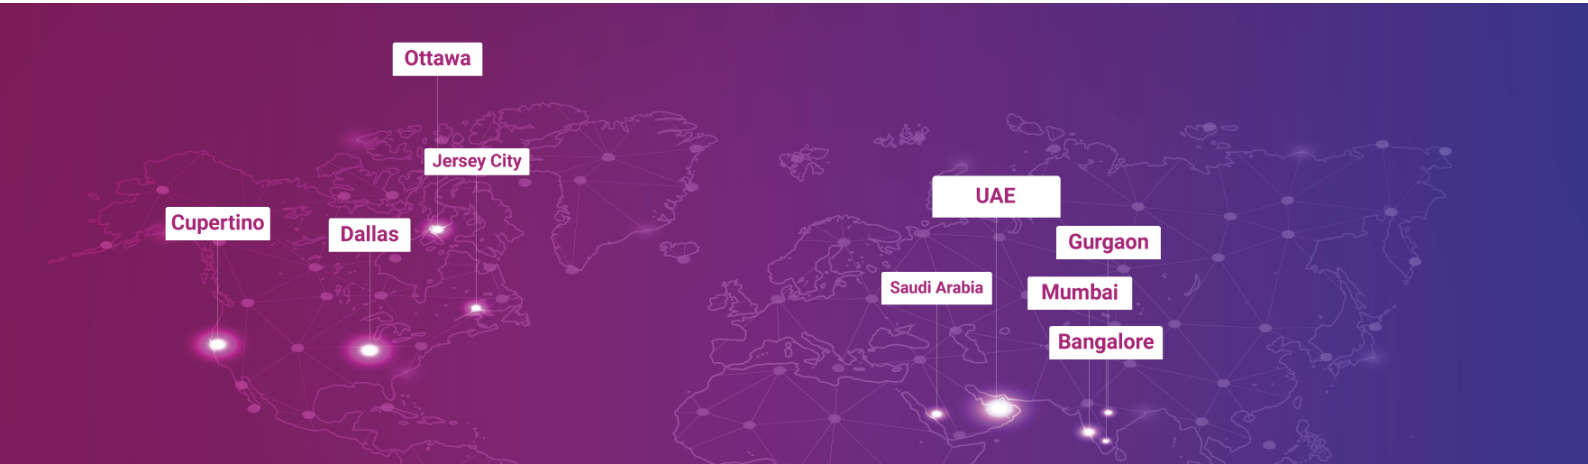 Ottawa
Jersey City
UAE
Cupertino
Dallas
Gurgaon
Saudi Arabia
Mumbai
Bangalore